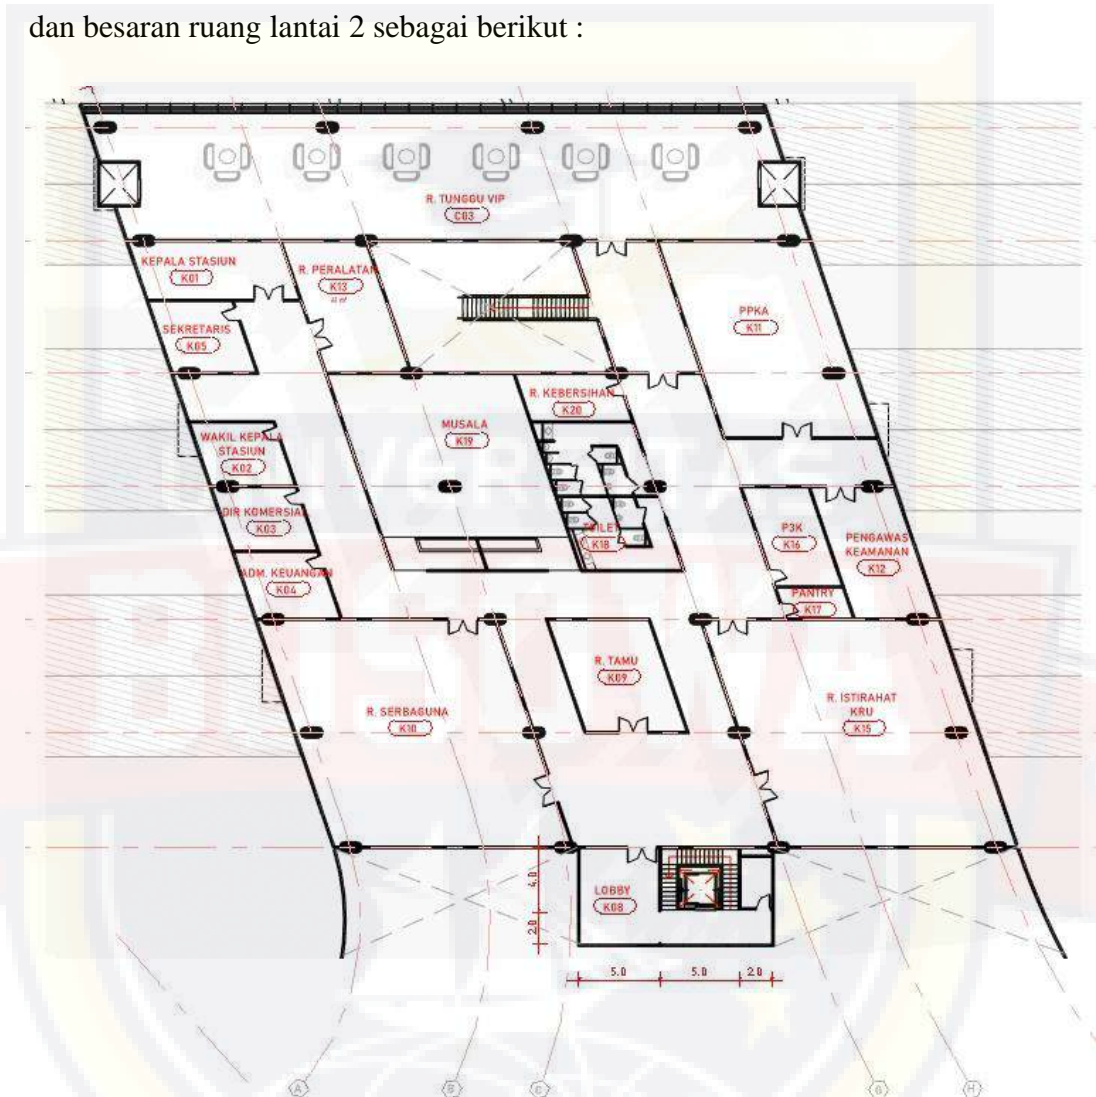 dan besaran ruang lantai 2 sebagai berikut :
R. TUNGGU VIP
C03
KEPALA STASIUN
K01
R. PERALATAN
K13
SEKRETARIS
K05
PPKA
K11
R. KEBERSIHAN
K20
MUSALA
K19
WAKIL KEPALA
STASIUN
K02
DIR KOMERSIAL
K03
TOILET
K18
P3K
K16
PENGAWAS
KEAMANAN
K12
ADM. KEUANGAN
K04
PANTRY
K17
R. TAMU
K09
R. SERBAGUNA
K10
R. ISTIRAHAT
KRU
K15
LOBBY
K08
4.0
2.0
5.0 5.0 2.0
UNIVERSITAS
BOSOWA
A B C G H